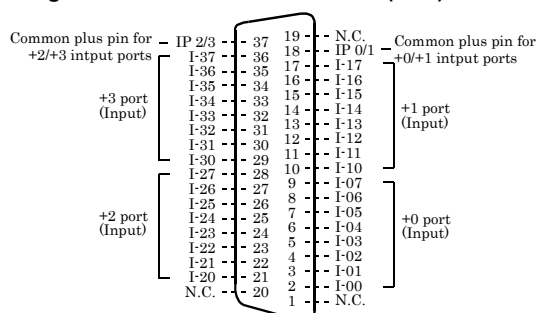 Common plus pin for
+2/+3 intput ports
+3 port
(Input)
+2 port
(Input)
IP 2/3 37
I-37 36
I-36 35
I-35 34
I-34 33
I-33 32
I-32 31
I-31 30
I-30 29
I-27 28
I-26 27
I-25 26
I-24 25
I-23 24
I-22 23
I-21 22
I-20 21
N.C. 20
19 N.C.
18 IP 0/1
17 I-17
16 I-16
15 I-15
14 I-14
13 I-13
12 I-12
11 I-11
10 I-10
9 I-07
8 I-06
7 I-05
6 I-04
5 I-03
4 I-02
3 I-01
2 I-00
1 N.C.
Common plus pin for
+0/+1 intput ports
+1 port
(Input)
+0 port
(Input)